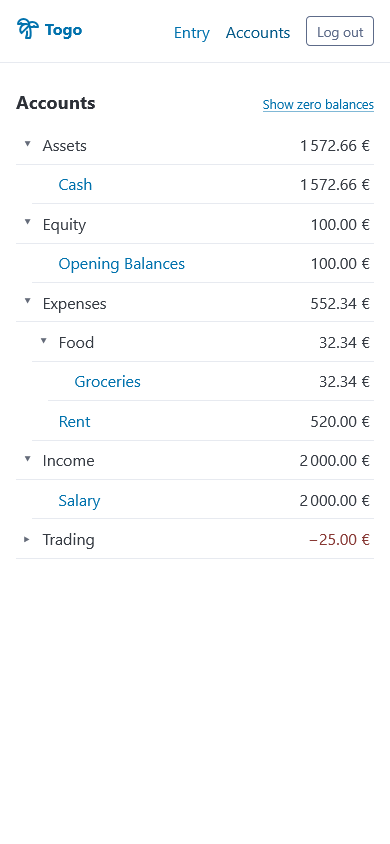 Togo
Entry Accounts Log out
Accounts Show zero balances
Assets 1 572.66 €
Cash 1 572.66 €
Equity 100.00 €
Opening Balances 100.00 €
Expenses 552.34 €
Food 32.34 €
Groceries 32.34 €
Rent 520.00 €
Income 2 000.00 €
Salary 2 000.00 €
Trading −25.00 €